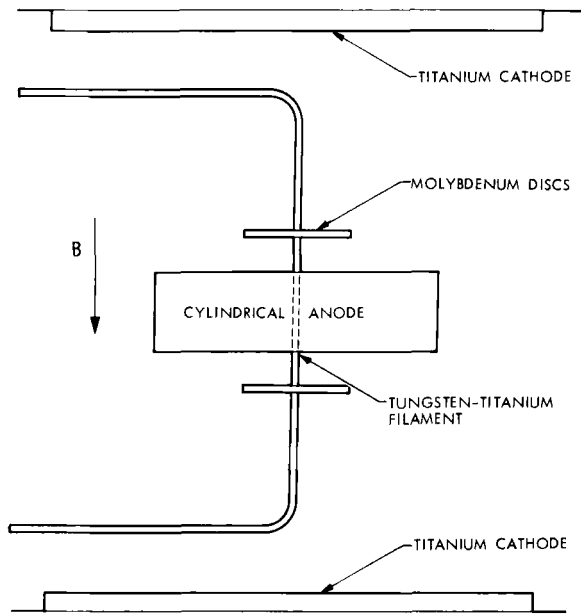 TITANIUM CATHODE
MOLYBDENUM DISCS
B
CYLINDRICAL ANODE
TUNGSTEN-TITANIUM
FILAMENT
TITANIUM CATHODE